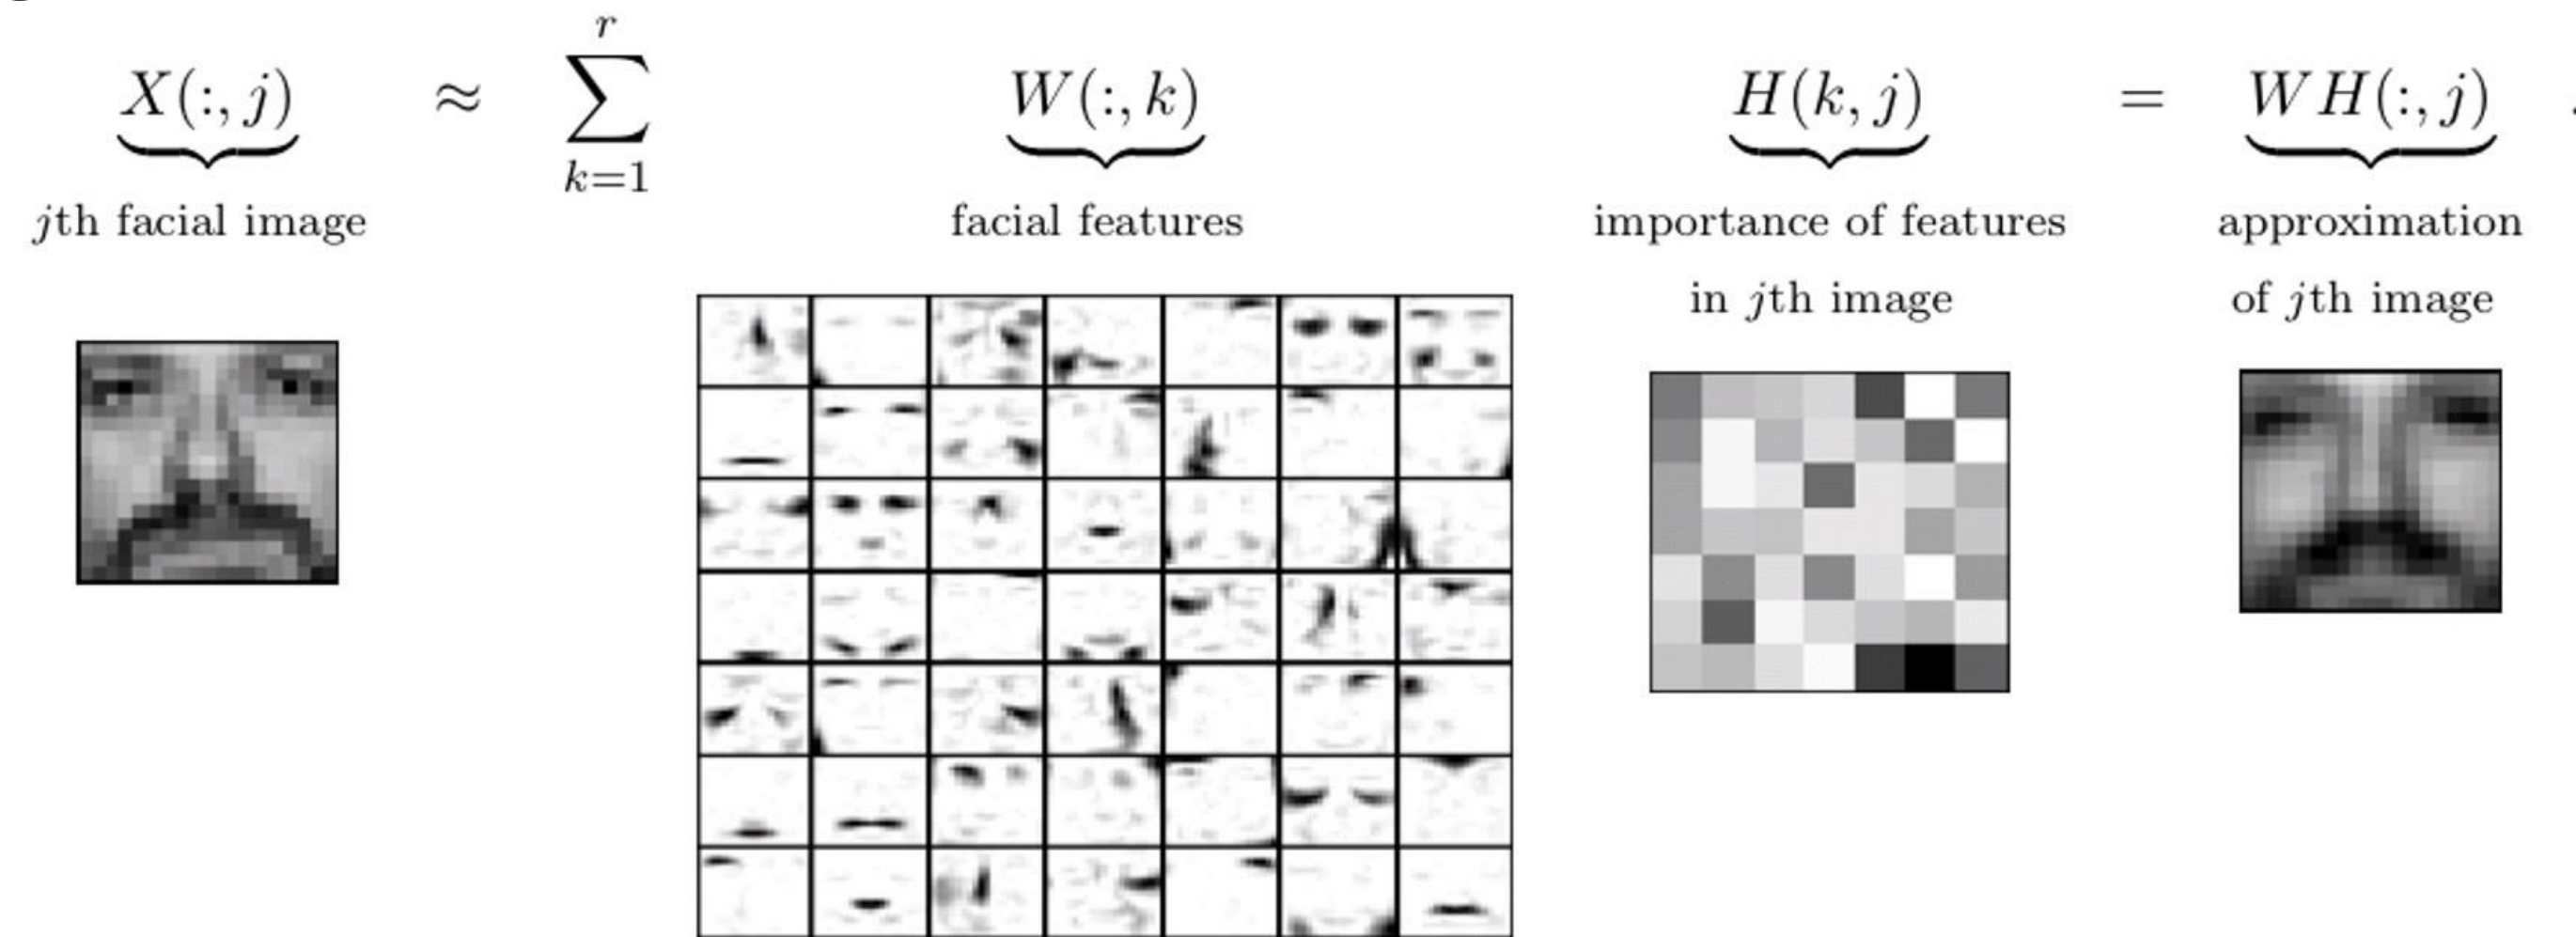 X(:, j) ≈ ∑_{k=1}^{r} W(:, k) H(k, j) = WH(:, j)
jth facial image
facial features
importance of features
in jth image
approximation
of jth image